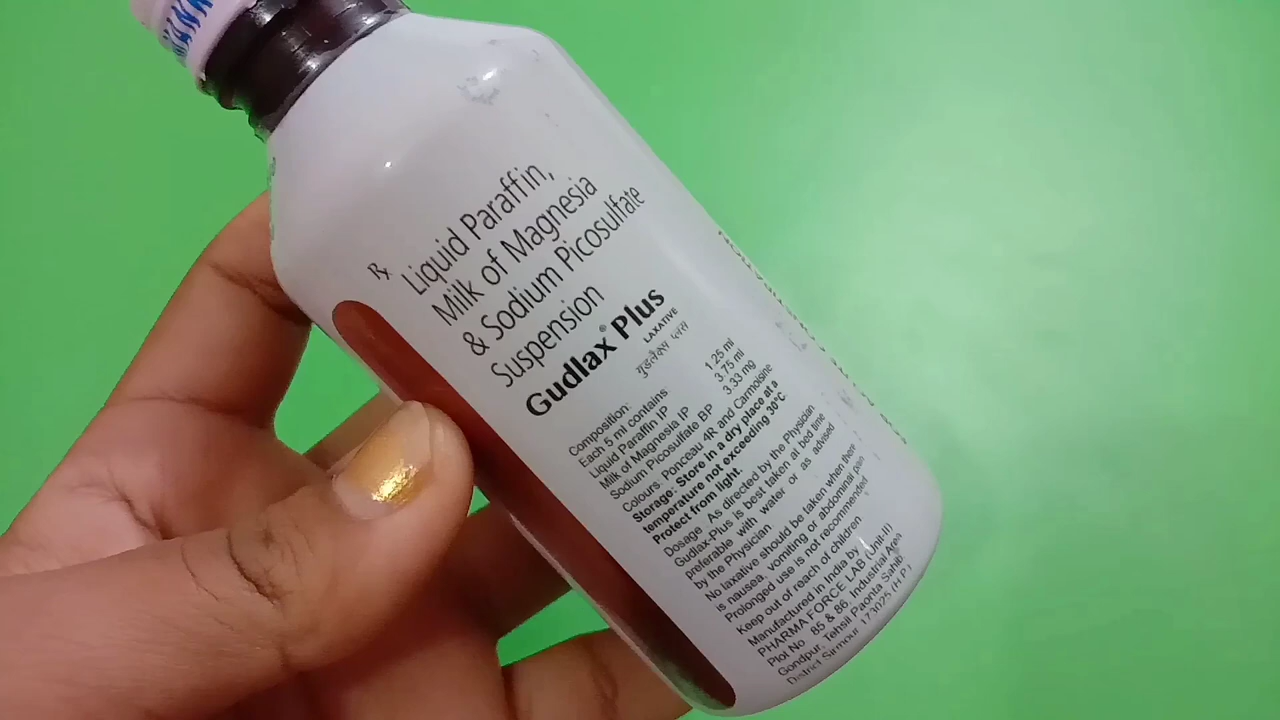 Rx
Liquid Paraffin,
Milk of Magnesia
& Sodium Picosulfate
Suspension
Gudlax® Plus
LAXATIVE
गुडलैक्स प्लस
Composition:
Each 5 ml contains:
Liquid Paraffin IP 1.25 ml
Milk of Magnesia IP 3.75 ml
Sodium Picosulfate BP 3.33 mg
Colours: Ponceau 4R and Carmoisine
Storage: Store in a dry place at a
temperature not exceeding 30°C
Protect from light.
Dosage As directed by the Physician
Gudlax-Plus is best taken at bed time
preferable with water or as advised
by the Physician
No laxative should be taken when there
is nausea, vomiting or abdominal pain
Prolonged use is not recommended
Keep out of reach of children
Manufactured in India by
PHARMA FORCE LAB (Unit-II)
Plot No 85 & 86 Industrial Area
Gondpur, Tehsil Paonta Sahib
District Sirmour 173025 (H.P.)